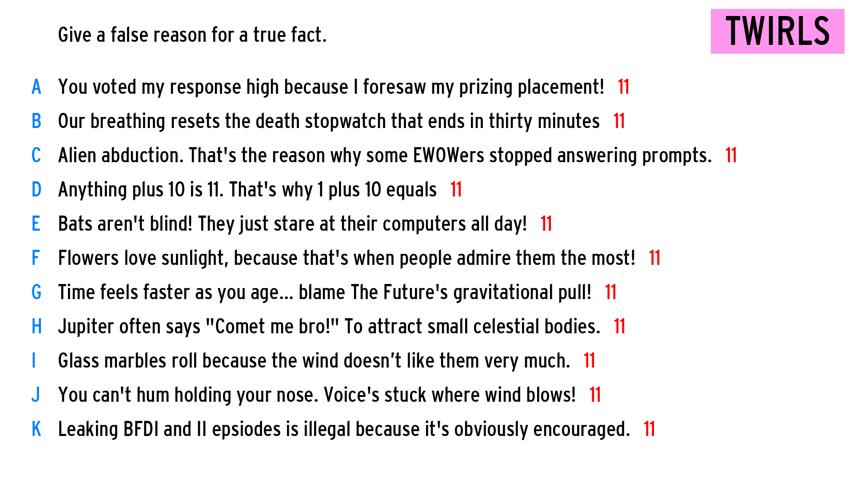 Give a false reason for a true fact.
TWIRLS
A You voted my response high because I foresaw my prizing placement! 11
B Our breathing resets the death stopwatch that ends in thirty minutes 11
C Alien abduction. That's the reason why some EWOWers stopped answering prompts. 11
D Anything plus 10 is 11. That's why 1 plus 10 equals 11
E Bats aren't blind! They just stare at their computers all day! 11
F Flowers love sunlight, because that's when people admire them the most! 11
G Time feels faster as you age... blame The Future's gravitational pull! 11
H Jupiter often says "Comet me bro!" To attract small celestial bodies. 11
I Glass marbles roll because the wind doesn’t like them very much. 11
J You can't hum holding your nose. Voice's stuck where wind blows! 11
K Leaking BFDI and II epsiodes is illegal because it's obviously encouraged. 11